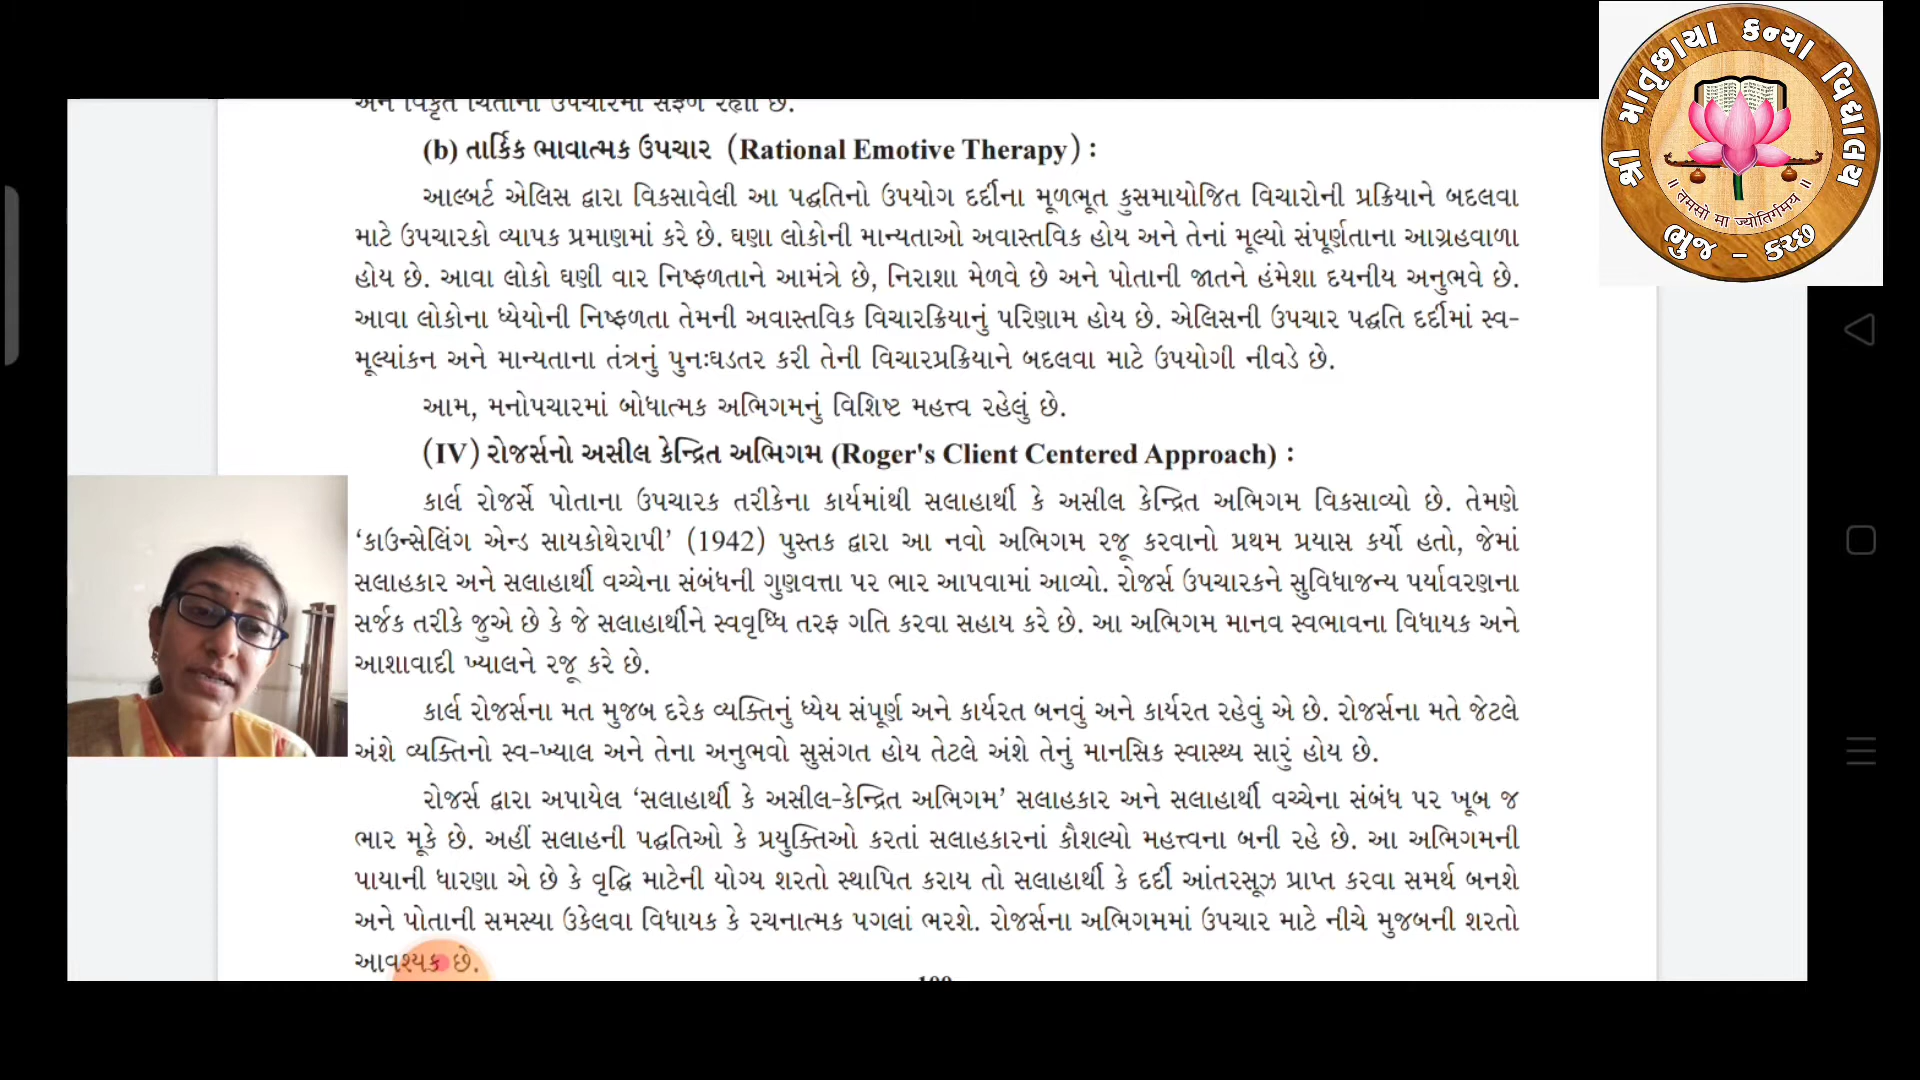 અને વિકૃત ચિંતાના ઉપચારમાં સફળ રહ્યા છે.
(b) તાર્કિક ભાવાત્મક ઉપચાર (Rational Emotive Therapy) :
આલ્બર્ટ એલિસ દ્વારા વિકસાવેલી આ પદ્ધતિનો ઉપયોગ દર્દીના મૂળભૂત કુસમાયોજિત વિચારોની પ્રક્રિયાને બદલવા
માટે ઉપચારકો વ્યાપક પ્રમાણમાં કરે છે. ઘણા લોકોની માન્યતાઓ અવાસ્તવિક હોય અને તેનાં મૂલ્યો સંપૂર્ણતાના આગ્રહવાળા
હોય છે. આવા લોકો ઘણી વાર નિષ્ફળતાને આમંત્રે છે, નિરાશા મેળવે છે અને પોતાની જાતને હંમેશા દયનીય અનુભવે છે.
આવા લોકોના ધ્યેયોની નિષ્ફળતા તેમની અવાસ્તવિક વિચારક્રિયાનું પરિણામ હોય છે. એલિસની ઉપચાર પદ્ધતિ દર્દીમાં સ્વ-
મૂલ્યાંકન અને માન્યતાના તંત્રનું પુનઃઘડતર કરી તેની વિચારપ્રક્રિયાને બદલવા માટે ઉપયોગી નીવડે છે.
આમ, મનોપચારમાં બોધાત્મક અભિગમનું વિશિષ્ટ મહત્ત્વ રહેલું છે.
(IV) રોજર્સનો અસીલ કેન્દ્રિત અભિગમ (Roger's Client Centered Approach) :
કાર્લ રોજર્સે પોતાના ઉપચારક તરીકેના કાર્યમાંથી સલાહાર્થી કે અસીલ કેન્દ્રિત અભિગમ વિકસાવ્યો છે. તેમણે
‘કાઉન્સેલિંગ એન્ડ સાયકોથેરાપી’ (1942) પુસ્તક દ્વારા આ નવો અભિગમ રજૂ કરવાનો પ્રથમ પ્રયાસ કર્યો હતો, જેમાં
સલાહકાર અને સલાહાર્થી વચ્ચેના સંબંધની ગુણવત્તા પર ભાર આપવામાં આવ્યો. રોજર્સ ઉપચારકને સુવિધાજન્ય પર્યાવરણના
સર્જક તરીકે જુએ છે કે જે સલાહાર્થીને સ્વવૃધ્ધિ તરફ ગતિ કરવા સહાય કરે છે. આ અભિગમ માનવ સ્વભાવના વિધાયક અને
આશાવાદી ખ્યાલને રજૂ કરે છે.
કાર્લ રોજર્સના મત મુજબ દરેક વ્યક્તિનું ધ્યેય સંપૂર્ણ અને કાર્યરત બનવું અને કાર્યરત રહેવું એ છે. રોજર્સના મતે જેટલે
અંશે વ્યક્તિનો સ્વ-ખ્યાલ અને તેના અનુભવો સુસંગત હોય તેટલે અંશે તેનું માનસિક સ્વાસ્થ્ય સારું હોય છે.
રોજર્સ દ્વારા અપાયેલ ‘સલાહાર્થી કે અસીલ-કેન્દ્રિત અભિગમ’ સલાહકાર અને સલાહાર્થી વચ્ચેના સંબંધ પર ખૂબ જ
ભાર મૂકે છે. અહીં સલાહની પદ્ધતિઓ કે પ્રયુક્તિઓ કરતાં સલાહકારનાં કૌશલ્યો મહત્ત્વના બની રહે છે. આ અભિગમની
પાયાની ધારણા એ છે કે વૃદ્ધિ માટેની યોગ્ય શરતો સ્થાપિત કરાય તો સલાહાર્થી કે દર્દી આંતરસૂઝ પ્રાપ્ત કરવા સમર્થ બનશે
અને પોતાની સમસ્યા ઉકેલવા વિધાયક કે રચનાત્મક પગલાં ભરશે. રોજર્સના અભિગમમાં ઉપચાર માટે નીચે મુજબની શરતો
આવશ્યક છે.
શ્રી માતૃછાયા કન્યા વિદ્યાલય
॥ तमसो मा ज्योतिर्गमय ॥
ભુજ - કચ્છ